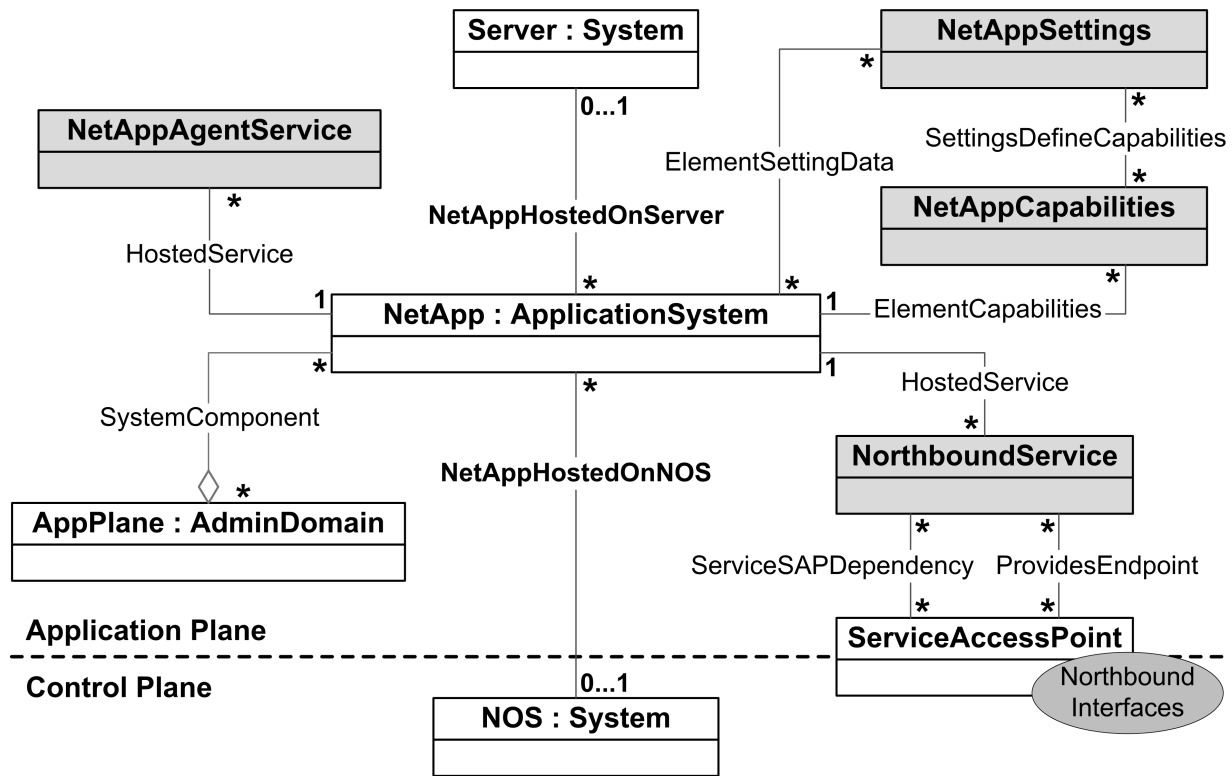 Server : System
NetAppSettings
*
*
0...1
NetAppAgentService
SettingsDefineCapabilities
ElementSettingData
*
NetAppCapabilities
*
NetAppHostedOnServer
HostedService
*
*
*
1
NetApp : ApplicationSystem
1
ElementCapabilities
*
*
1
HostedService
SystemComponent
*
NetAppHostedOnNOS
NorthboundService
*
AppPlane : AdminDomain
*
*
ServiceSAPDependency
ProvidesEndpoint
*
*
Application Plane
ServiceAccessPoint
Control Plane
0...1
Northbound
Interfaces
NOS : System